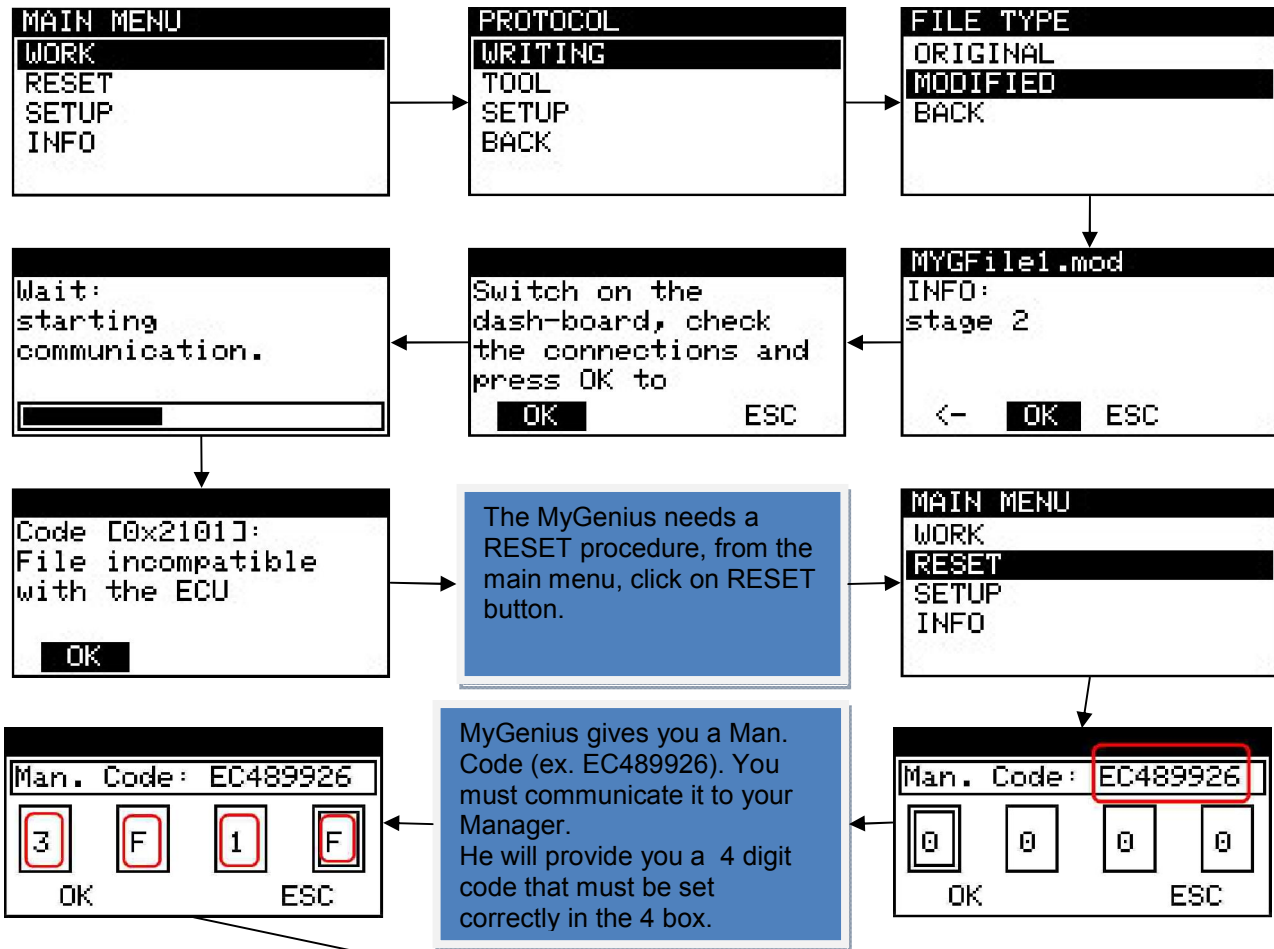 MAIN MENU
WORK
RESET
SETUP
INFO
PROTOCOL
WRITING
TOOL
SETUP
BACK
FILE TYPE
ORIGINAL
MODIFIED
BACK
MYGFile1.mod
INFO:
stage 2
<- OK ESC
Switch on the
dash-board, check
the connections and
press OK to
OK ESC
Wait:
starting
communication.
Code [0x2101]:
File incompatible
with the ECU
OK
The MyGenius needs a
RESET procedure, from the
main menu, click on RESET
button.
MAIN MENU
WORK
RESET
SETUP
INFO
Man. Code: EC489926
0 0 0 0
OK ESC
MyGenius gives you a Man.
Code (ex. EC489926). You
must communicate it to your
Manager.
He will provide you a 4 digit
code that must be set
correctly in the 4 box.
Man. Code: EC489926
3 F 1 F
OK ESC